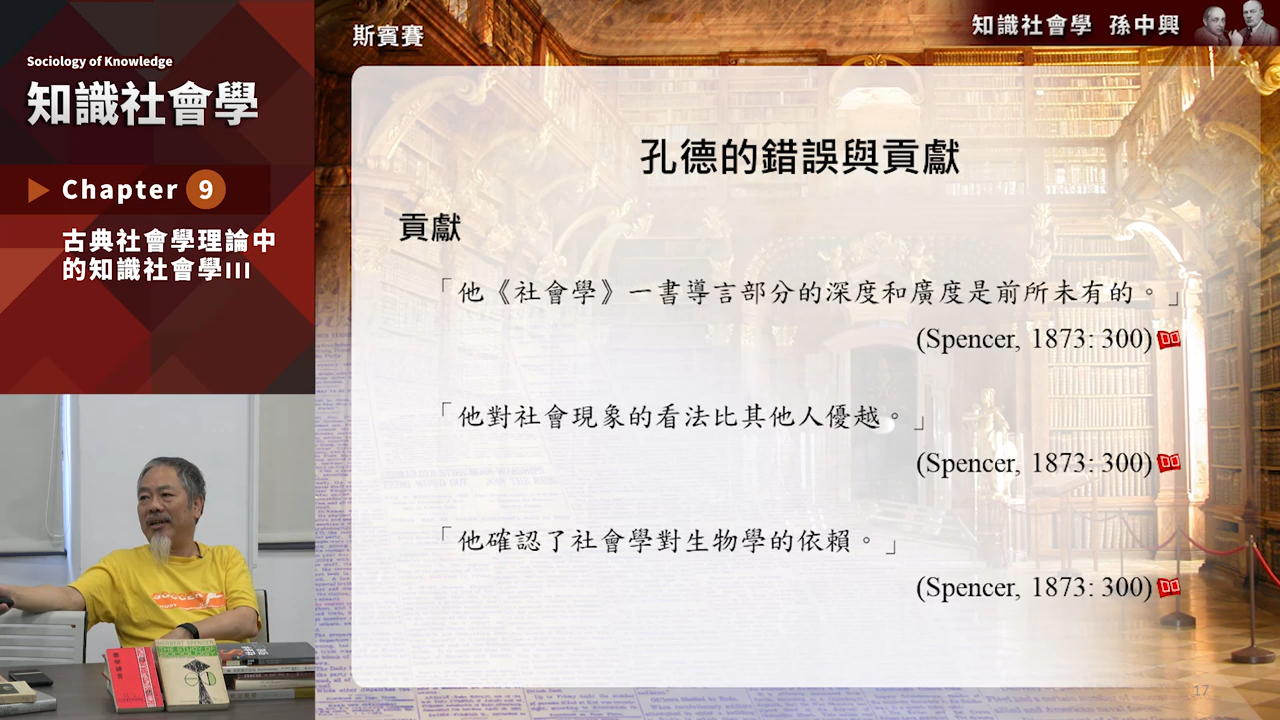 Sociology of Knowledge
知識社會學
Chapter 9
古典社會學理論中
的知識社會學III
斯賓賽
知識社會學 孫中興
孔德的錯誤與貢獻
貢獻
「他《社會學》一書導言部分的深度和廣度是前所未有的。」
(Spencer, 1873: 300)
「他對社會現象的看法比其他人優越。」
(Spencer, 1873: 300)
「他確認了社會學對生物學的依賴。」
(Spencer, 1873: 300)
17
SOCCER
HERBERT SPENCER